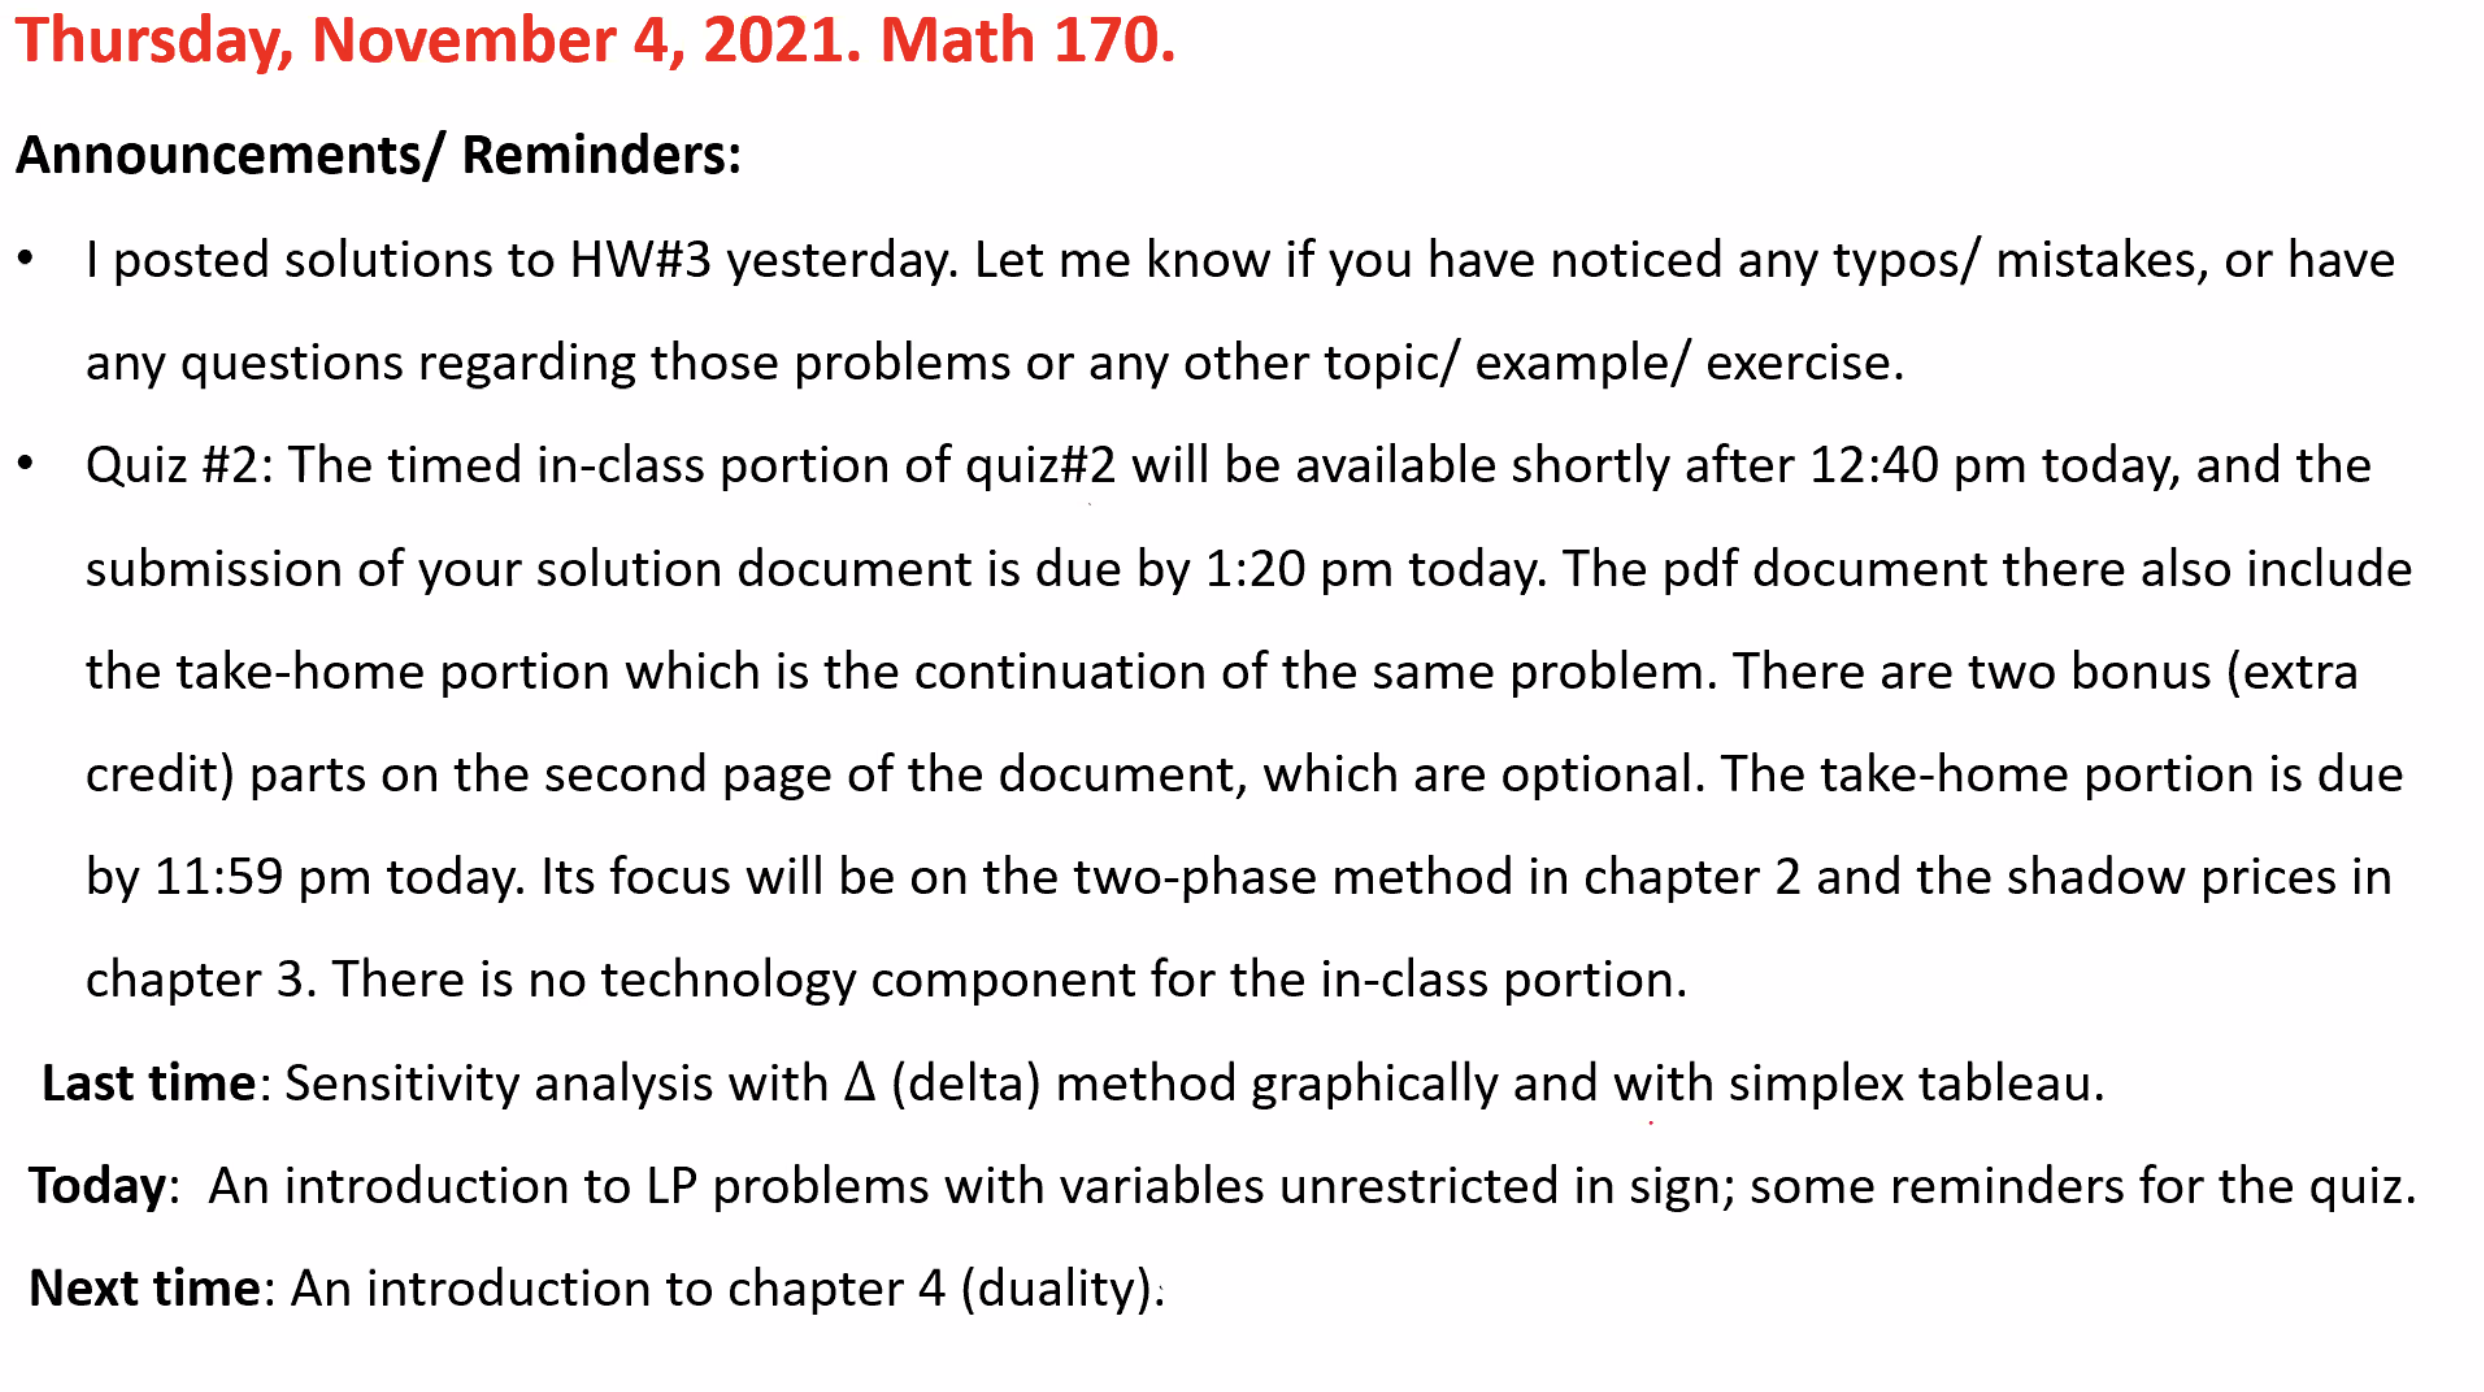 Thursday, November 4, 2021. Math 170.
Announcements/ Reminders:
• I posted solutions to HW#3 yesterday. Let me know if you have noticed any typos/ mistakes, or have
any questions regarding those problems or any other topic/ example/ exercise.
• Quiz #2: The timed in-class portion of quiz#2 will be available shortly after 12:40 pm today, and the
submission of your solution document is due by 1:20 pm today. The pdf document there also include
the take-home portion which is the continuation of the same problem. There are two bonus (extra
credit) parts on the second page of the document, which are optional. The take-home portion is due
by 11:59 pm today. Its focus will be on the two-phase method in chapter 2 and the shadow prices in
chapter 3. There is no technology component for the in-class portion.
Last time: Sensitivity analysis with Δ (delta) method graphically and with simplex tableau.
Today: An introduction to LP problems with variables unrestricted in sign; some reminders for the quiz.
Next time: An introduction to chapter 4 (duality).